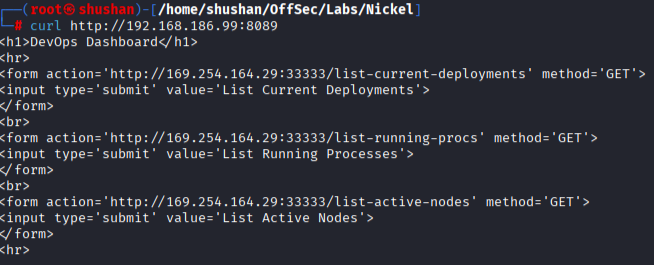 ┌──(root㉿shushan)-[/home/shushan/OffSec/Labs/Nickel]
└─# curl http://192.168.186.99:8089
<h1>DevOps Dashboard</h1>
<hr>
<form action='http://169.254.164.29:33333/list-current-deployments' method='GET'>
<input type='submit' value='List Current Deployments'>
</form>
<br>
<form action='http://169.254.164.29:33333/list-running-procs' method='GET'>
<input type='submit' value='List Running Processes'>
</form>
<br>
<form action='http://169.254.164.29:33333/list-active-nodes' method='GET'>
<input type='submit' value='List Active Nodes'>
</form>
<hr>